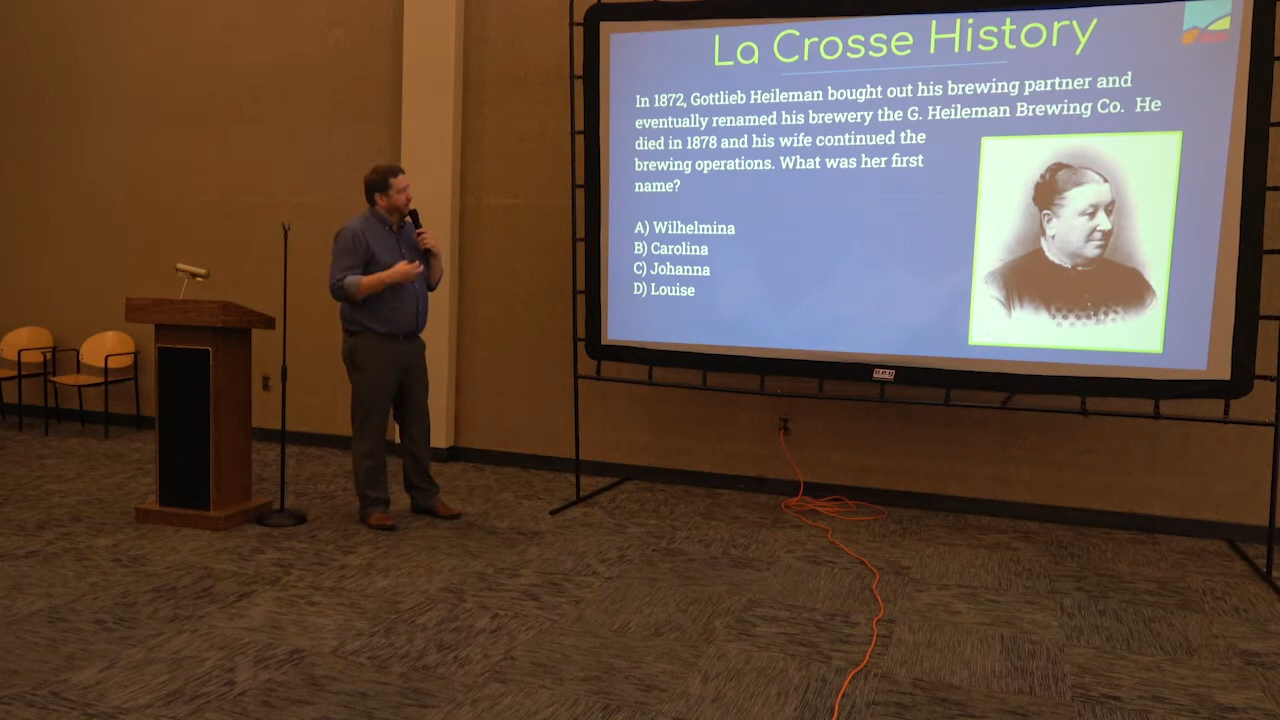 La Crosse History
In 1872, Gottlieb Heileman bought out his brewing partner and
eventually renamed his brewery the G. Heileman Brewing Co. He
died in 1878 and his wife continued the
brewing operations. What was her first
name?
A) Wilhelmina
B) Carolina
C) Johanna
D) Louise